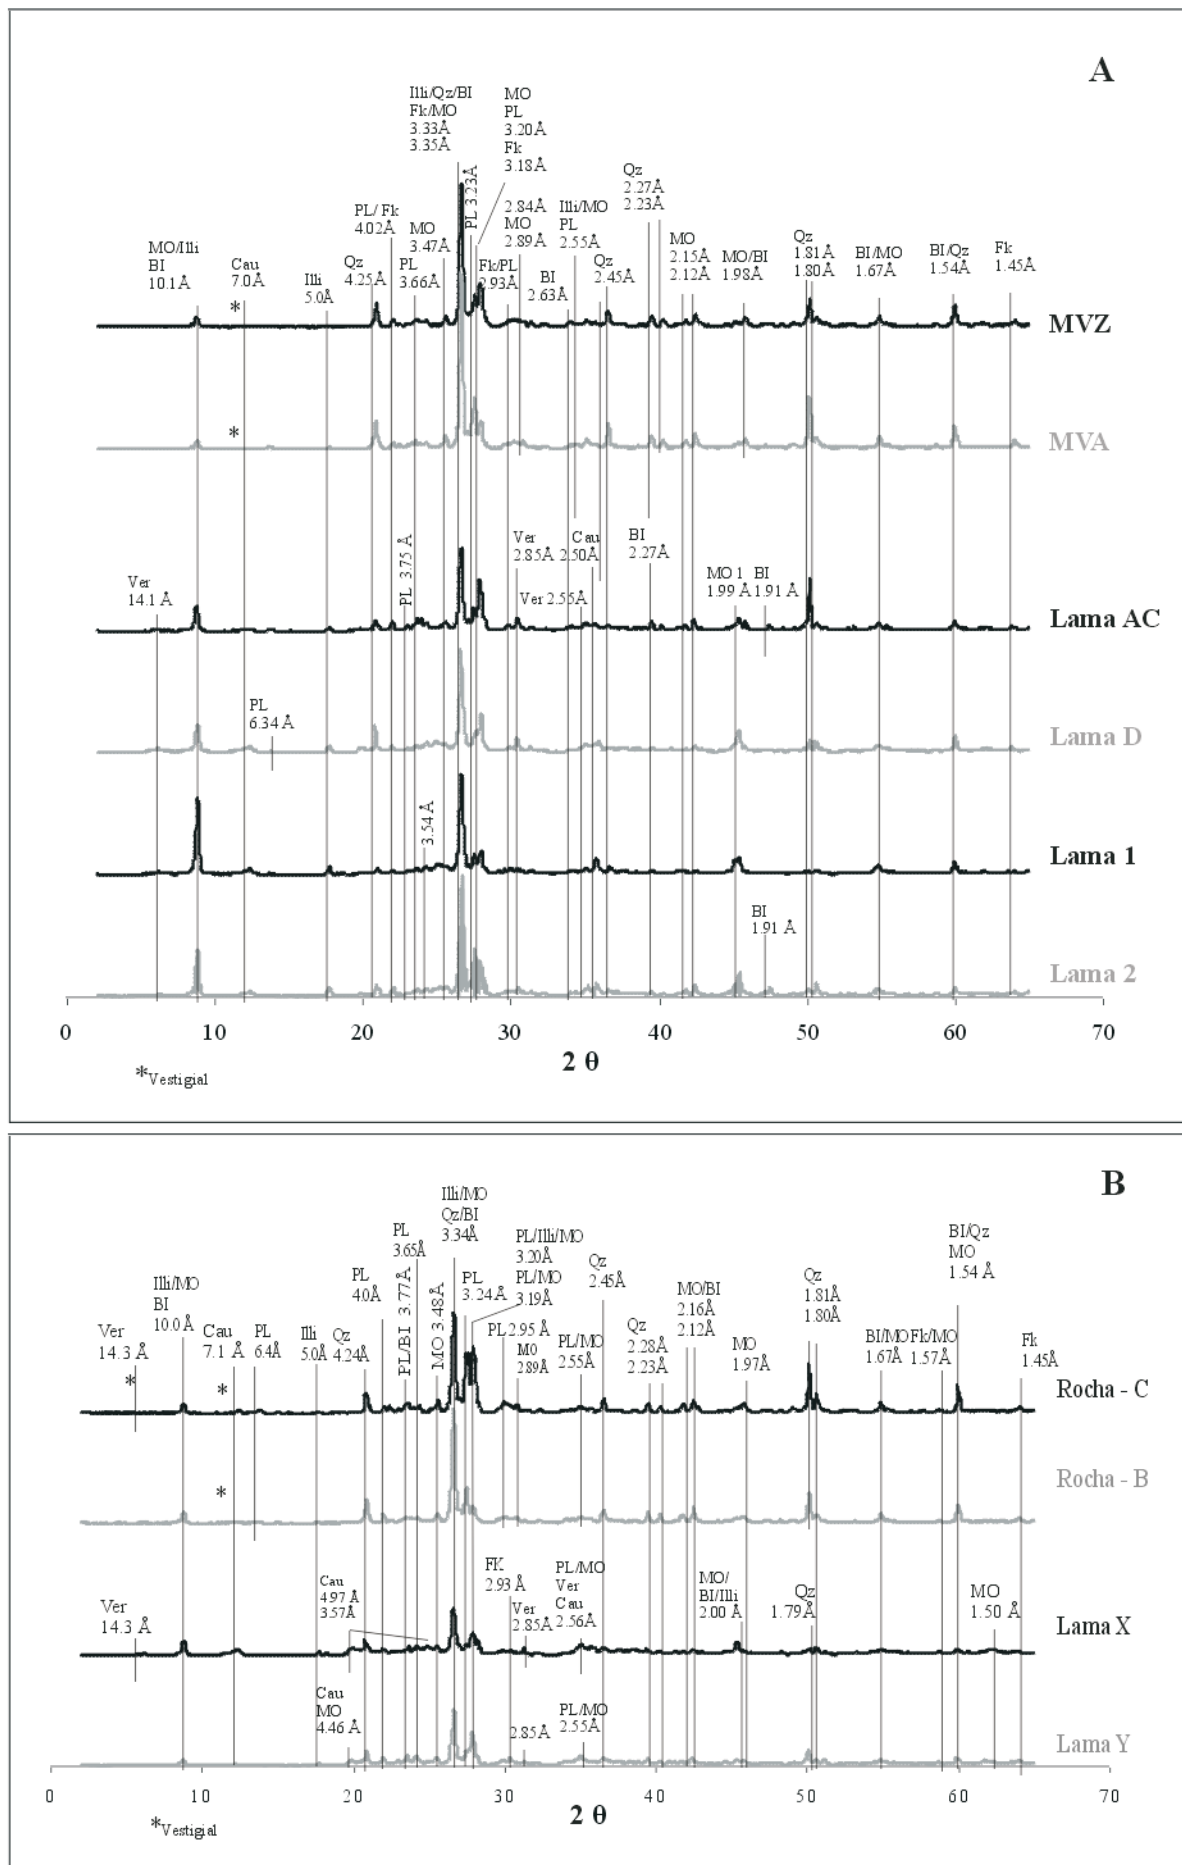 A
Illi/Qz/BI
Fk/MO
3.33Å
3.35Å
MO
PL
3.20Å
Fk
3.18Å
PL 3.23Å
Qz
2.27Å
2.23Å
PL/ Fk
4.02Å
MO
3.47Å
2.84Å
MO
2.89Å
Illi/MO
PL
2.55Å
MO/Illi
BI
10.1Å
Cau
7.0Å
Illi
5.0Å
Qz
4.25Å
PL
3.66Å
Fk/PL
2.93Å
BI
2.63Å
Qz
2.45Å
MO
2.15Å
2.12Å
MO/BI
1.98Å
Qz
1.81Å
1.80Å
BI/MO
1.67Å
BI/Qz
1.54Å
Fk
1.45Å
*
MVZ
*
MVA
Ver
14.1 Å
PL 3.75 Å
Ver
2.85Å
Cau
2.50Å
Ver 2.55Å
BI
2.27Å
MO 1
1.99 Å
BI
1.91 Å
Lama AC
PL
6.34 Å
Lama D
3.54 Å
Lama 1
BI
1.91 Å
Lama 2
0 10 20 30 40 50 60 70
2 θ
*Vestigial
B
Illi/MO
Qz/BI
3.34Å
PL
3.65Å
PL/Illi/MO
3.20Å
PL/MO
3.19Å
BI/Qz
MO
1.54 Å
Illi/MO
BI
10.0Å
PL
4.0Å
PL/BI 3.77Å
MO 3.48Å
PL
3.24Å
Qz
2.45Å
MO/BI
2.16Å
2.12Å
Qz
1.81Å
1.80Å
Ver
14.3 Å
*
Cau
7.1 Å
*
PL
6.4Å
Illi
5.0Å
Qz
4.24Å
PL 2.95 Å
MO
2.89Å
PL/MO
2.55Å
Qz
2.28Å
2.23Å
MO
1.97Å
BI/MO
1.67Å
Fk/MO
1.57Å
Fk
1.45Å
Rocha - C
*
Rocha - B
Ver
14.3 Å
Cau
4.97 Å
3.57Å
FK
2.93 Å
Ver
2.85Å
PL/MO
Ver
Cau
2.56Å
MO/
BI/Illi
2.00 Å
Qz
1.79Å
MO
1.50 Å
Lama X
Cau
MO
4.46 Å
2.85Å
PL/MO
2.55Å
Lama Y
0 10 20 30 40 50 60 70
2 θ
*Vestigial